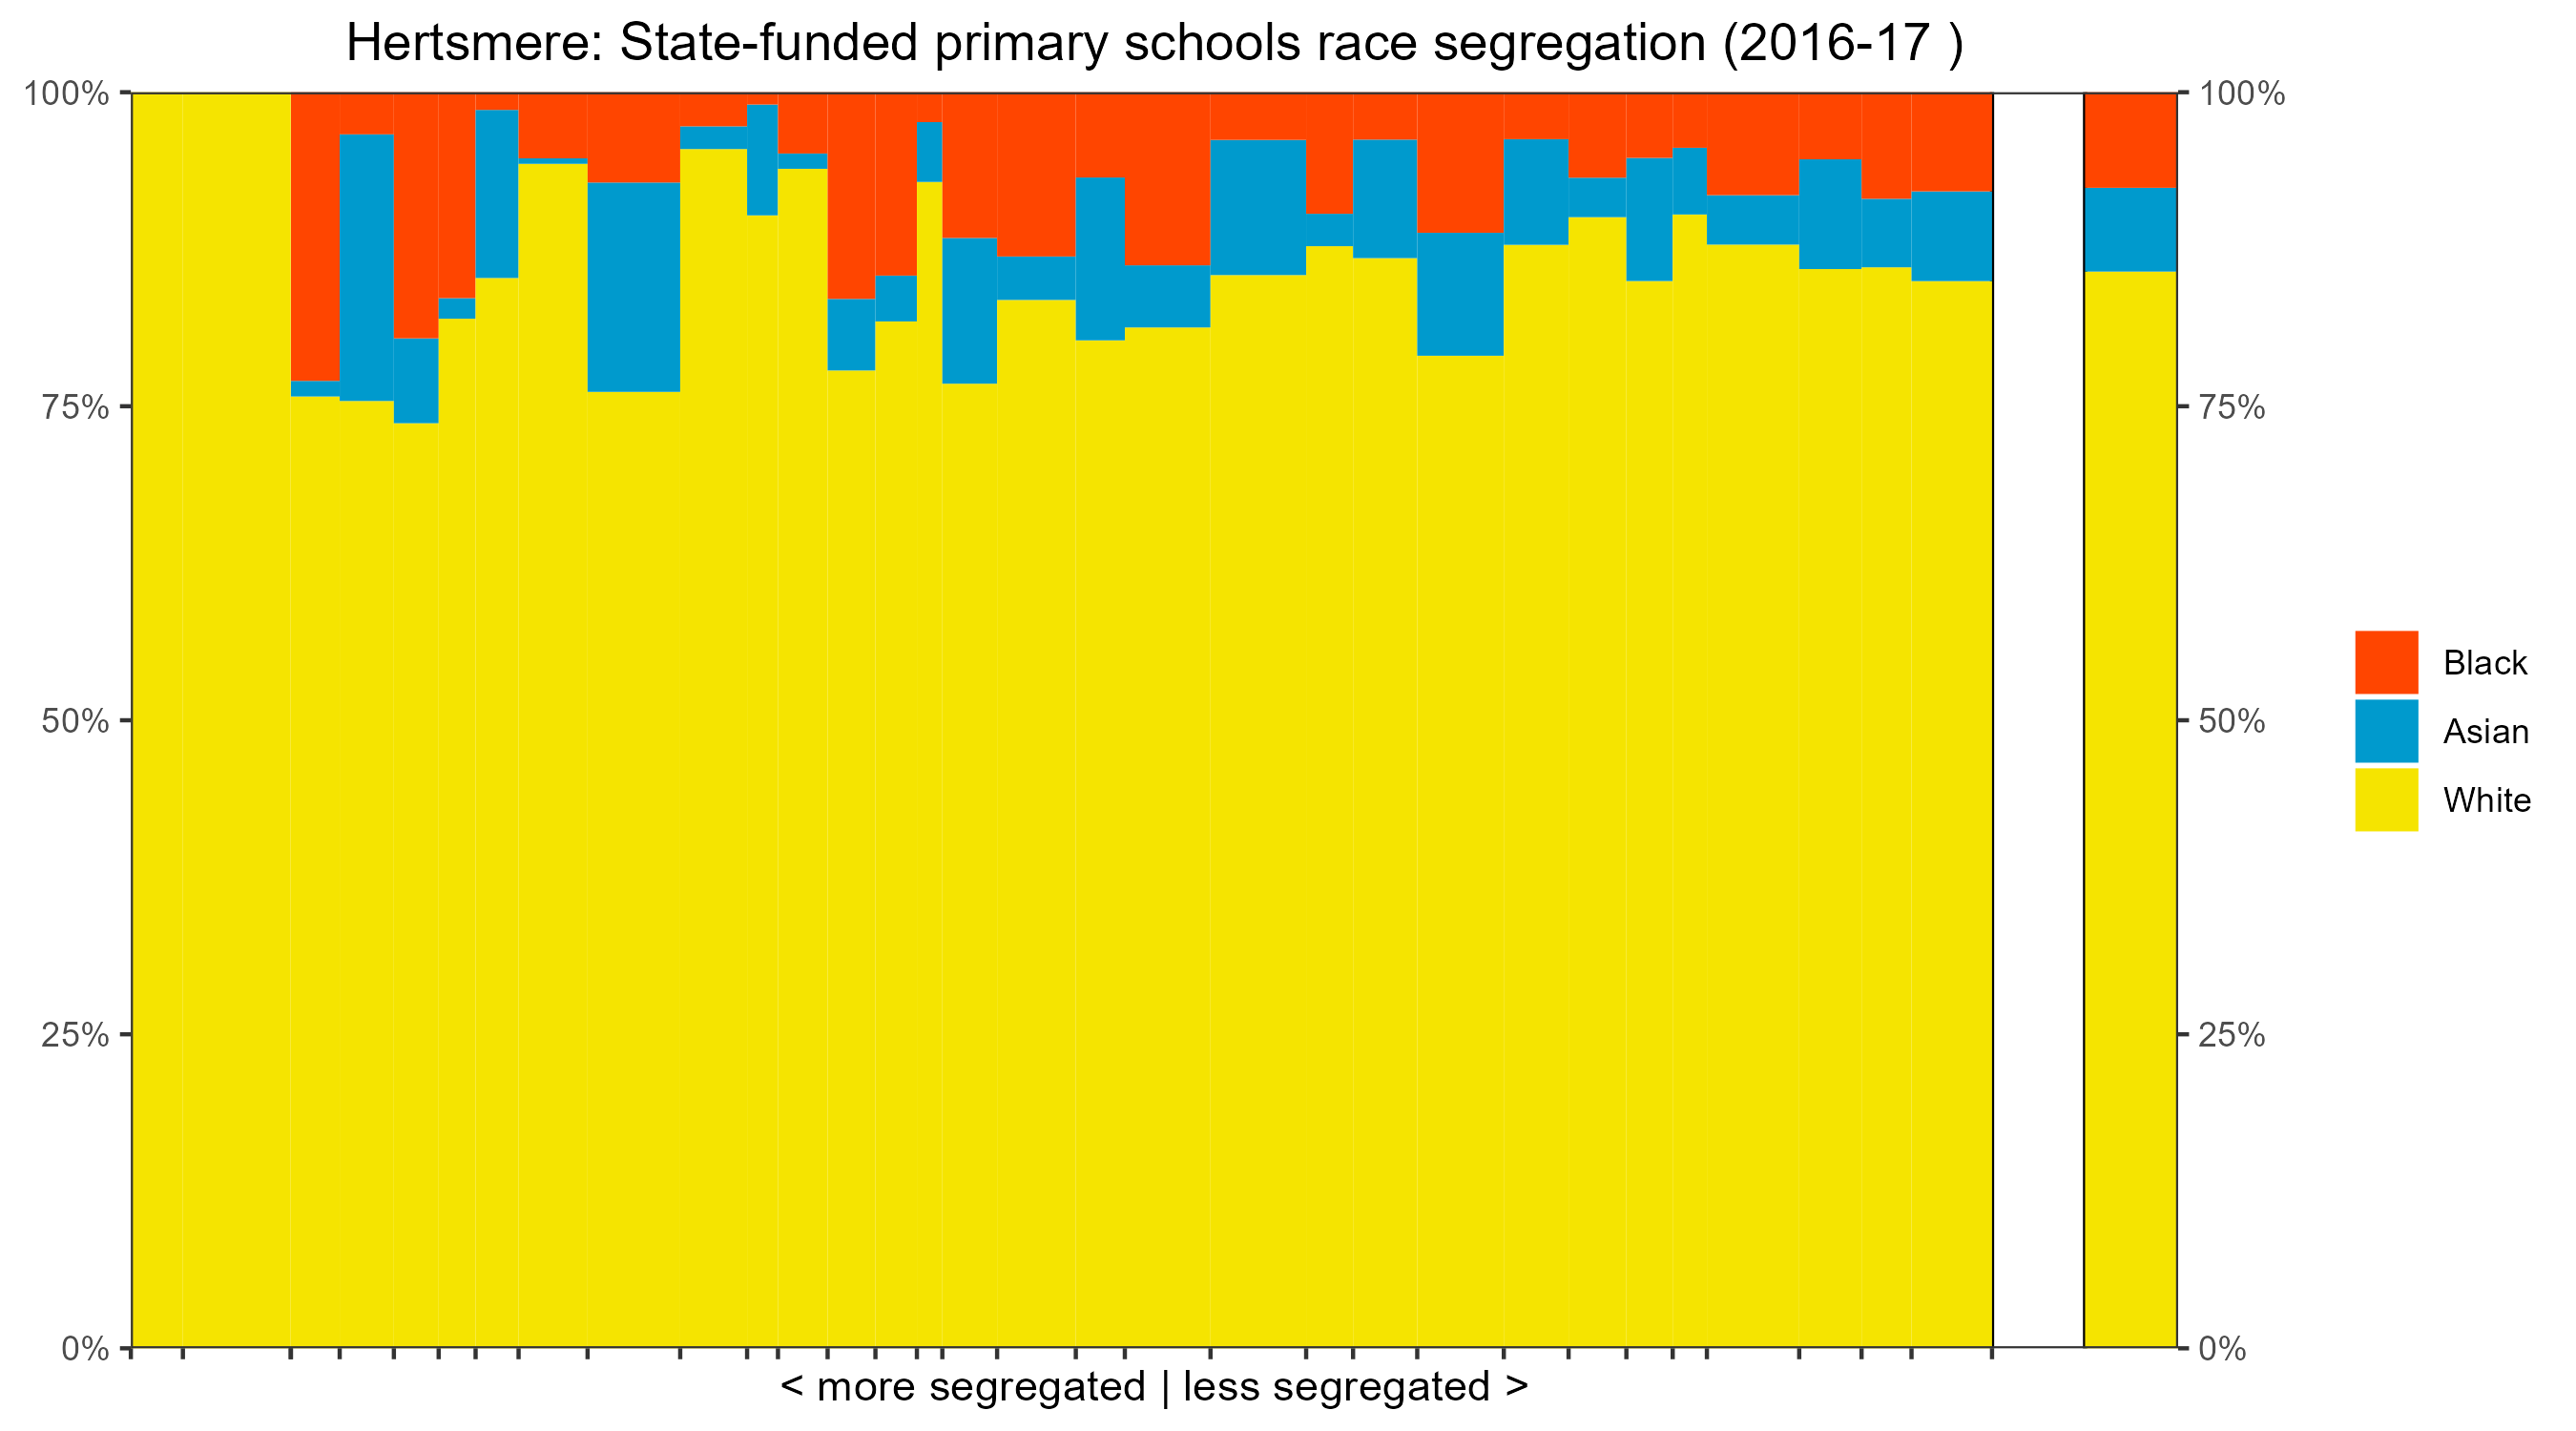 Hertsmere: State-funded primary schools race segregation (2016-17 )
100%
75%
50%
25%
0%
100%
75%
50%
25%
0%
< more segregated | less segregated >
Black
Asian
White